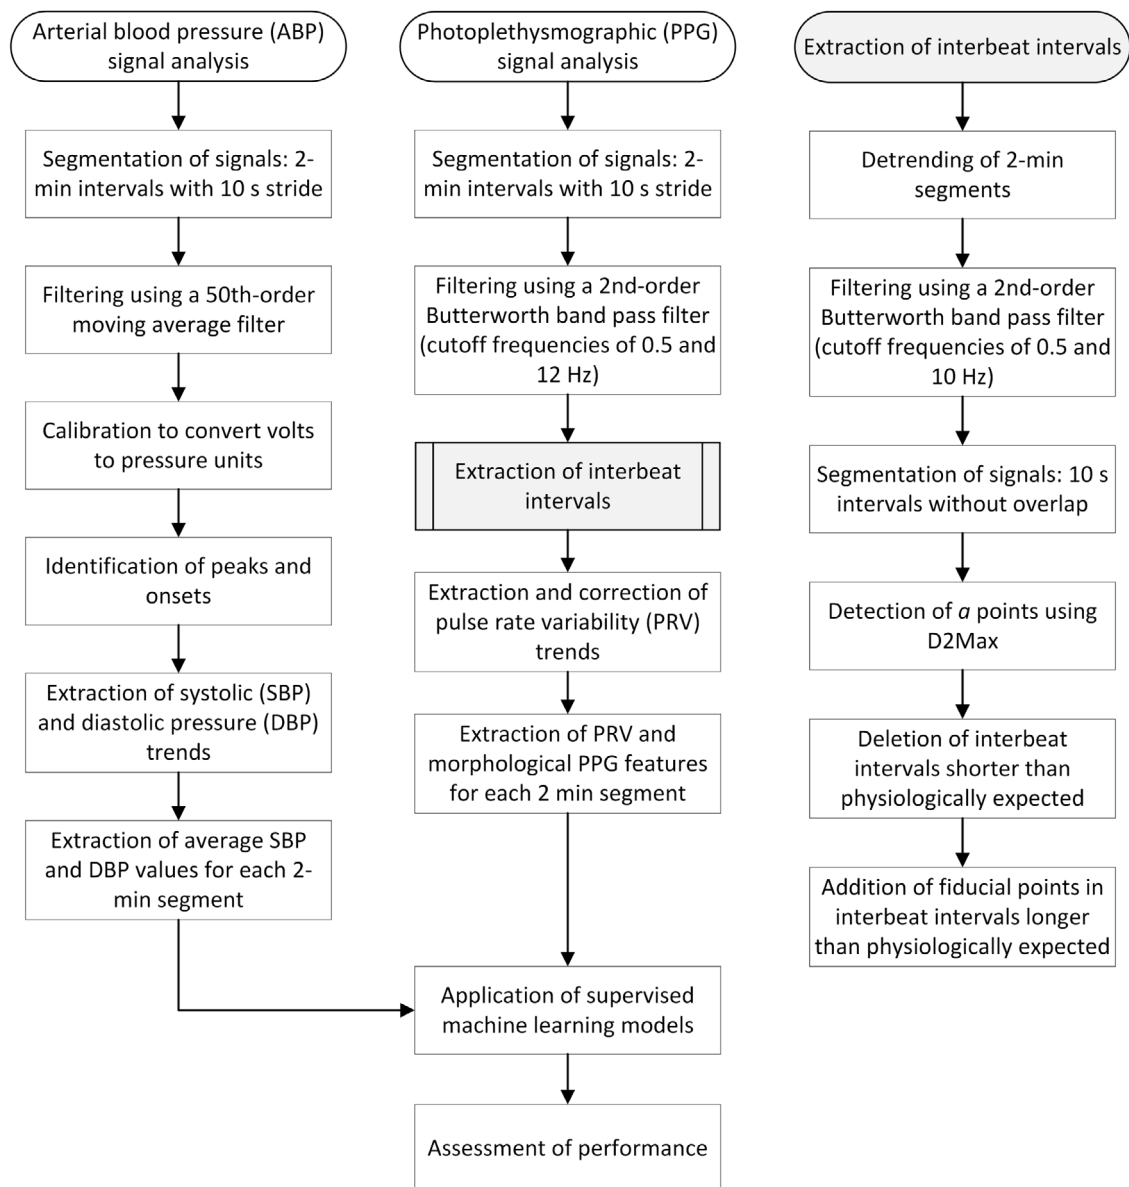 Arterial blood pressure (ABP)
signal analysis
Segmentation of signals: 2-
min intervals with 10 s stride
Filtering using a 50th-order
moving average filter
Calibration to convert volts
to pressure units
Identification of peaks and
onsets
Extraction of systolic (SBP)
and diastolic pressure (DBP)
trends
Extraction of average SBP
and DBP values for each 2-
min segment
Photoplethysmographic (PPG)
signal analysis
Segmentation of signals: 2-
min intervals with 10 s stride
Filtering using a 2nd-order
Butterworth band pass filter
(cutoff frequencies of 0.5 and
12 Hz)
Extraction of interbeat
intervals
Extraction and correction of
pulse rate variability (PRV)
trends
Extraction of PRV and
morphological PPG features
for each 2 min segment
Application of supervised
machine learning models
Assessment of performance
Extraction of interbeat intervals
Detrending of 2-min
segments
Filtering using a 2nd-order
Butterworth band pass filter
(cutoff frequencies of 0.5 and
10 Hz)
Segmentation of signals: 10 s
intervals without overlap
Detection of a points using
D2Max
Deletion of interbeat
intervals shorter than
physiologically expected
Addition of fiducial points in
interbeat intervals longer
than physiologically expected